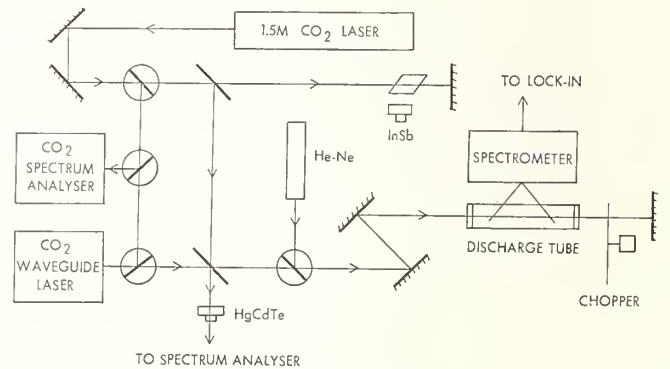 1.5M CO₂ LASER
TO LOCK-IN
InSb
He-Ne
SPECTROMETER
CO₂
SPECTRUM
ANALYSER
DISCHARGE TUBE
CO₂
WAVEGUIDE
LASER
CHOPPER
HgCdTe
TO SPECTRUM ANALYSER